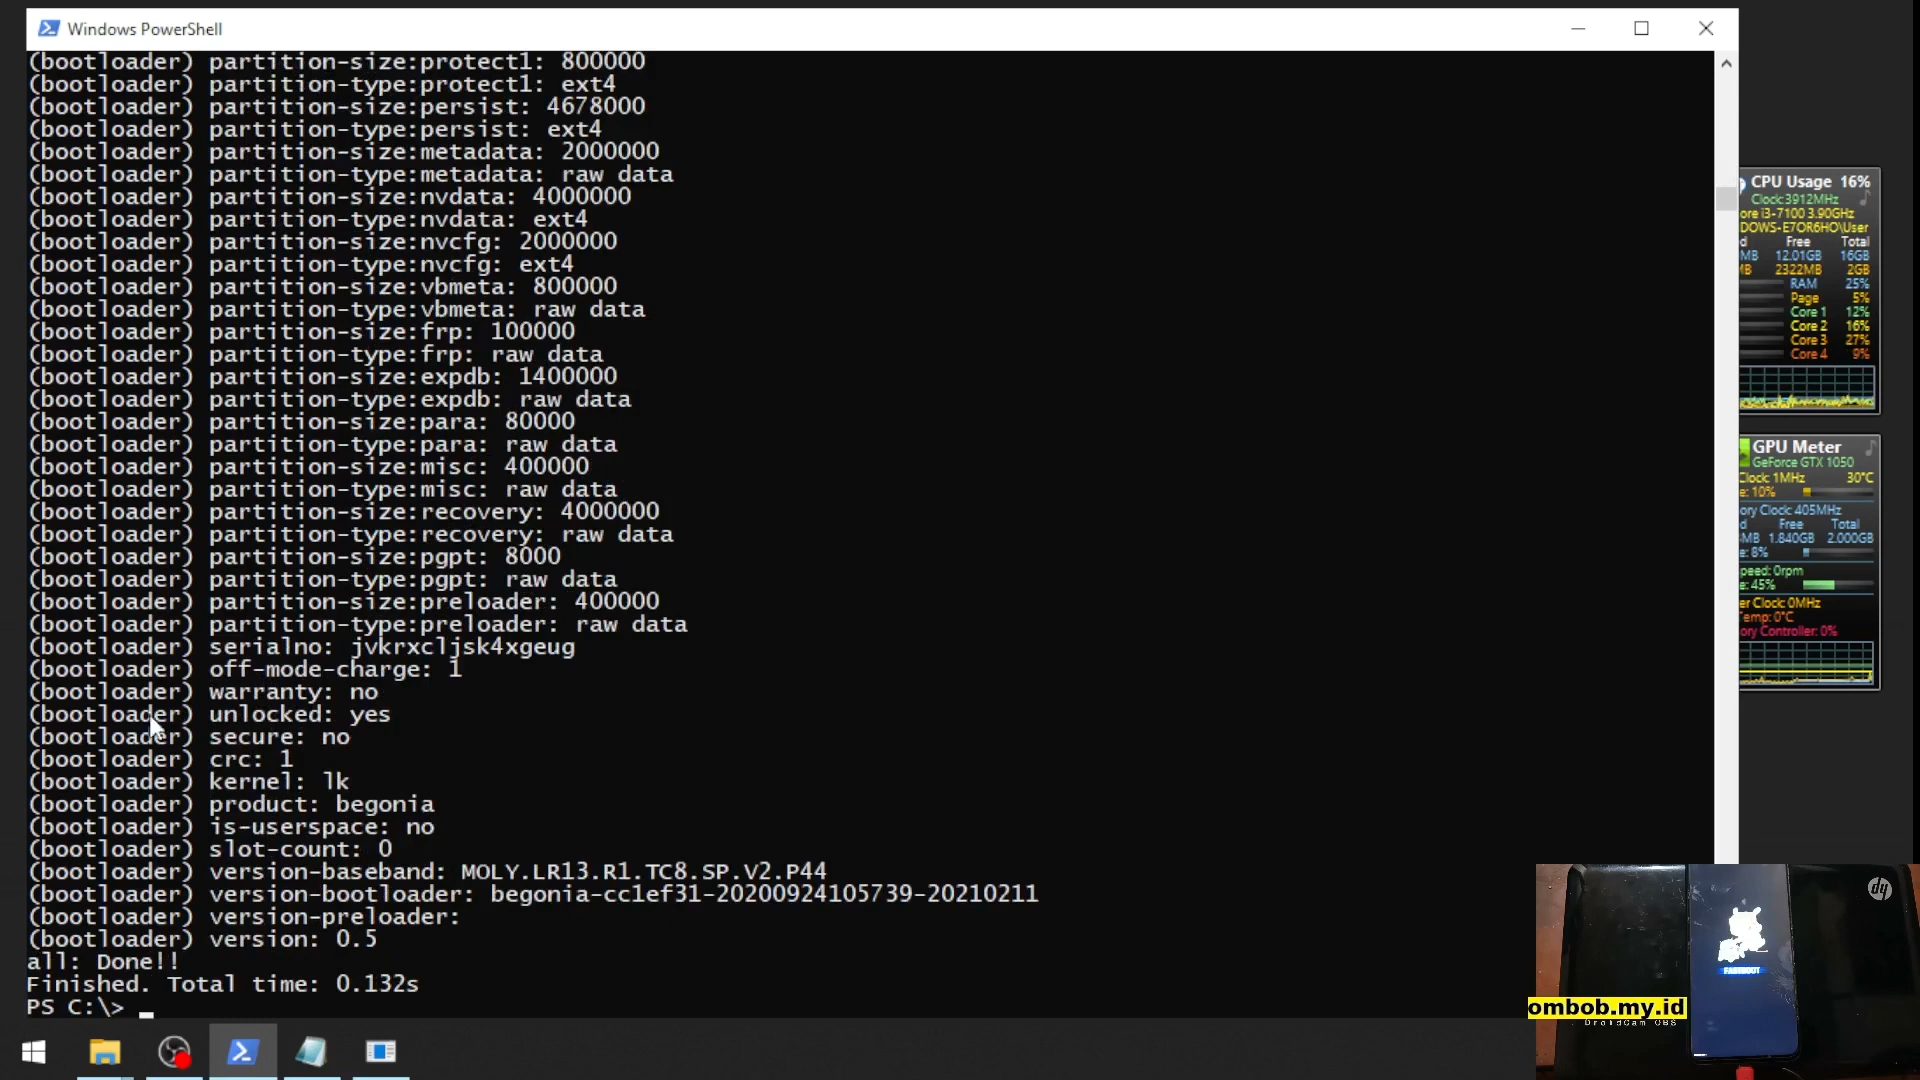 Windows PowerShell
(bootloader) partition-size:protect1: 800000
(bootloader) partition-type:protect1: ext4
(bootloader) partition-size:persist: 4678000
(bootloader) partition-type:persist: ext4
(bootloader) partition-size:metadata: 2000000
(bootloader) partition-type:metadata: raw data
(bootloader) partition-size:nvdata: 4000000
(bootloader) partition-type:nvdata: ext4
(bootloader) partition-size:nvcfg: 2000000
(bootloader) partition-type:nvcfg: ext4
(bootloader) partition-size:vbmeta: 800000
(bootloader) partition-type:vbmeta: raw data
(bootloader) partition-size:frp: 100000
(bootloader) partition-type:frp: raw data
(bootloader) partition-size:expdb: 1400000
(bootloader) partition-type:expdb: raw data
(bootloader) partition-size:para: 80000
(bootloader) partition-type:para: raw data
(bootloader) partition-size:misc: 400000
(bootloader) partition-type:misc: raw data
(bootloader) partition-size:recovery: 4000000
(bootloader) partition-type:recovery: raw data
(bootloader) partition-size:pgpt: 8000
(bootloader) partition-type:pgpt: raw data
(bootloader) partition-size:preloader: 400000
(bootloader) partition-type:preloader: raw data
(bootloader) serialno: jvkrxcljsk4xgeug
(bootloader) off-mode-charge: 1
(bootloader) warranty: no
(bootloader) unlocked: yes
(bootloader) secure: no
(bootloader) crc: 1
(bootloader) kernel: lk
(bootloader) product: begonia
(bootloader) is-userspace: no
(bootloader) slot-count: 0
(bootloader) version-baseband: MOLY.LR13.R1.TC8.SP.V2.P44
(bootloader) version-bootloader: begonia-cc1ef31-20200924105739-20210211
(bootloader) version-preloader:
(bootloader) version: 0.5
all: Done!!
Finished. Total time: 0.132s
PS C:\>
CPU Usage 16%
Clock:3912MHz
ore i3-7100 3.90GHz
DOWS-E7OR6HO\User
d Free Total
MB 12.01GB 16GB
MB 2322MB 2GB
RAM 25%
Page 5%
Core 1 12%
Core 2 16%
Core 3 27%
Core 4 9%
GPU Meter
GeForce GTX 1050
Clock: 1MHz 30°C
e: 10%
ory Clock: 405MHz
d Free Total
MB 1.840GB 2.000GB
e: 8%
peed: 0rpm
e: 45%
er Clock: 0MHz
Temp: 0°C
ory Controller: 0%
hp
FASTBOOT
ombob.my.id
DroidCam OBS